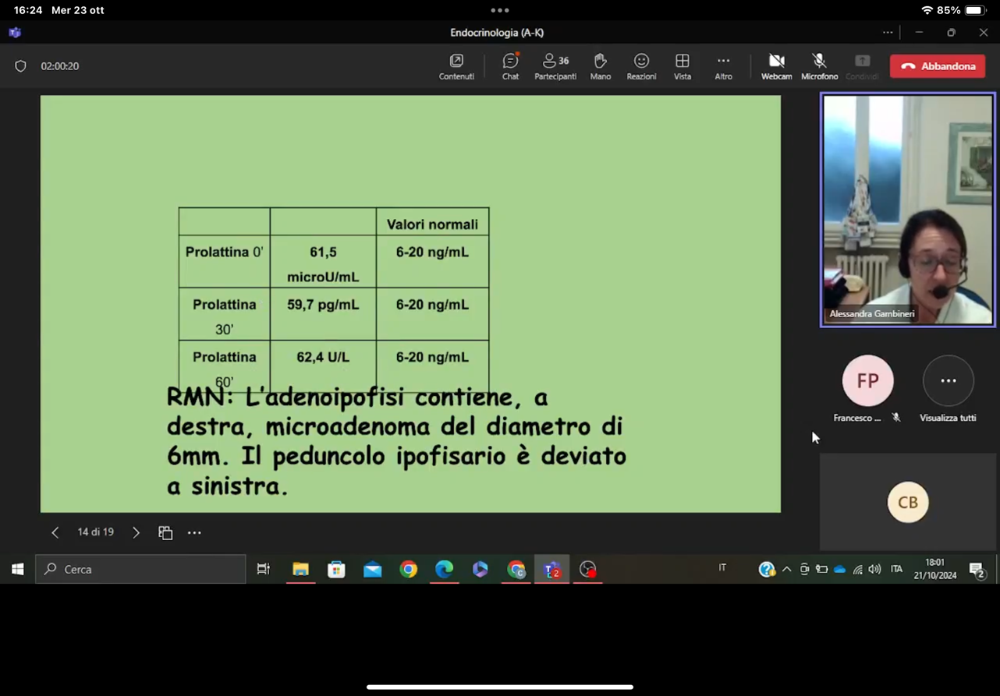 16:24 Mer 23 ott
85%
Endocrinologia (A-K)
02:00:20
Contenuti
Chat
36
Partecipanti
Mano
Reazioni
Vista
Altro
Webcam
Microfono
Condividi
Abbandona
Valori normali
Prolattina 0' 61,5 6-20 ng/mL
microU/mL
Prolattina 59,7 pg/mL 6-20 ng/mL
30'
Prolattina 62,4 U/L 6-20 ng/mL
60'
RMN: L'adenoipofisi contiene, a
destra, microadenoma del diametro di
6mm. Il peduncolo ipofisario è deviato
a sinistra.
Alessandra Gambineri
FP
Francesco ...
Visualizza tutti
CB
14 di 19
Cerca
2
IT
ITA
18:01
21/10/2024
2